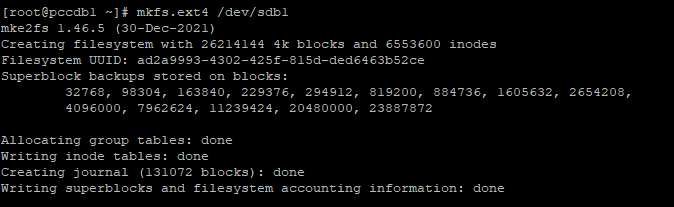 [root@pccdb1 ~]# mkfs.ext4 /dev/sdb1
mke2fs 1.46.5 (30-Dec-2021)
Creating filesystem with 26214144 4k blocks and 6553600 inodes
Filesystem UUID: ad2a9993-4302-425f-815d-ded6463b52ce
Superblock backups stored on blocks:
        32768, 98304, 163840, 229376, 294912, 819200, 884736, 1605632, 2654208,
        4096000, 7962624, 11239424, 20480000, 23887872

Allocating group tables: done
Writing inode tables: done
Creating journal (131072 blocks): done
Writing superblocks and filesystem accounting information: done